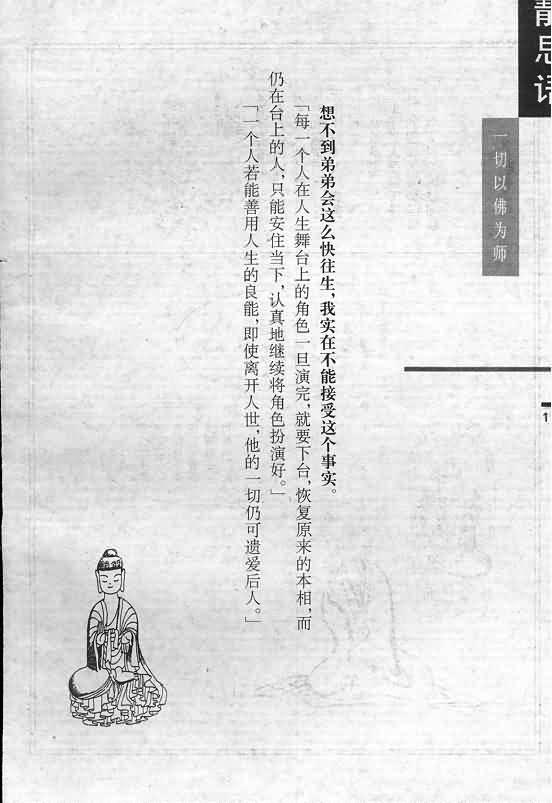 静思语
一切以佛为师
1
想不到弟弟会这么快往生，我实在不能接受这个事实。
「每一个人在人生舞台上的角色一旦演完，就要下台，恢复原来的本相，而
仍在台上的人，只能安住当下，认真地继续将角色扮演好。」
「一个人若能善用人生的良能，即使离开人世，他的一切仍可遗爱后人。」